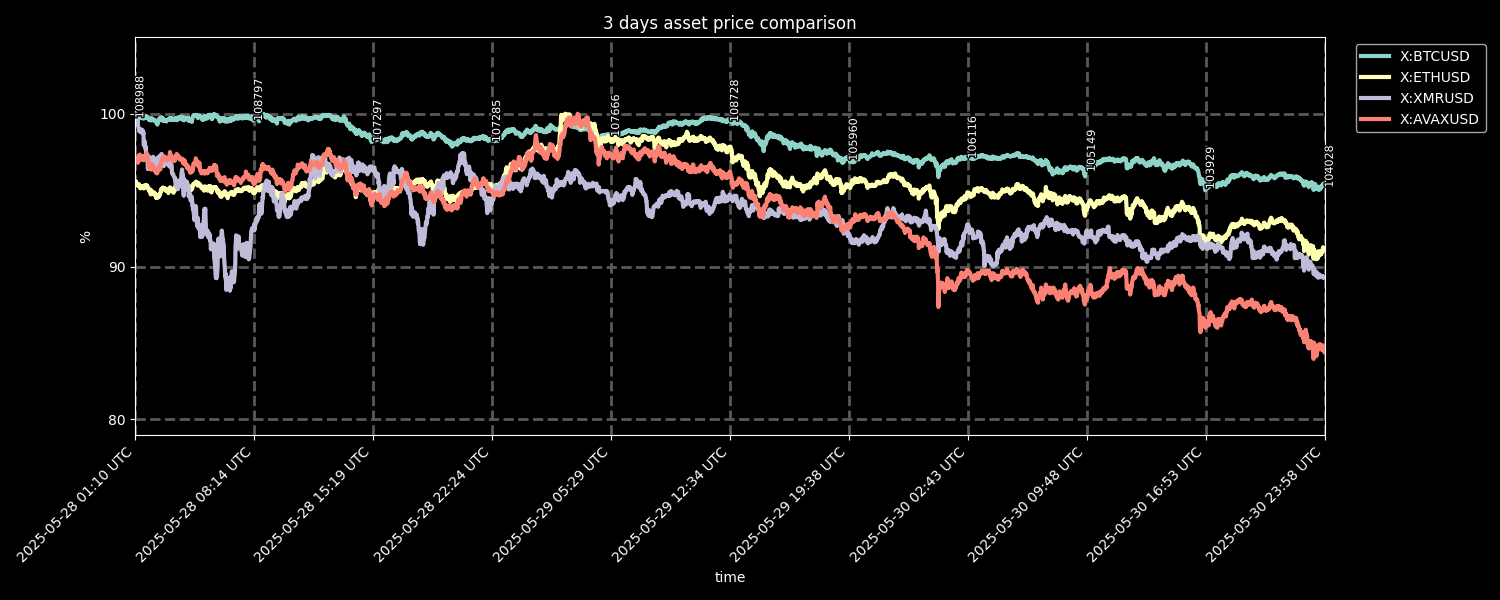 3 days asset price comparison
X:BTCUSD
X:ETHUSD
X:XMRUSD
X:AVAXUSD
%
100
90
80
108988
108797
107297
107285
107666
108728
105960
106116
105149
103929
104028
2025-05-28 01:10 UTC
2025-05-28 08:14 UTC
2025-05-28 15:19 UTC
2025-05-28 22:24 UTC
2025-05-29 05:29 UTC
2025-05-29 12:34 UTC
2025-05-29 19:38 UTC
2025-05-30 02:43 UTC
2025-05-30 09:48 UTC
2025-05-30 16:53 UTC
2025-05-30 23:58 UTC
time